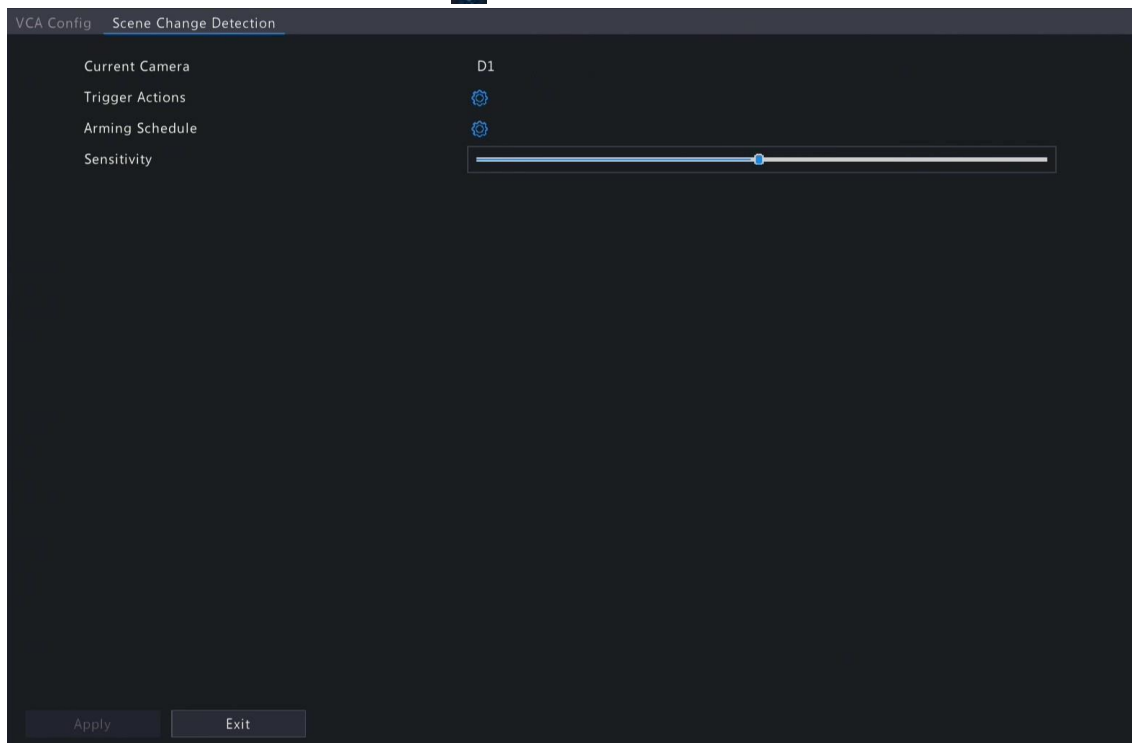 VCA Config Scene Change Detection
Current Camera D1
Trigger Actions
Arming Schedule
Sensitivity
Apply Exit